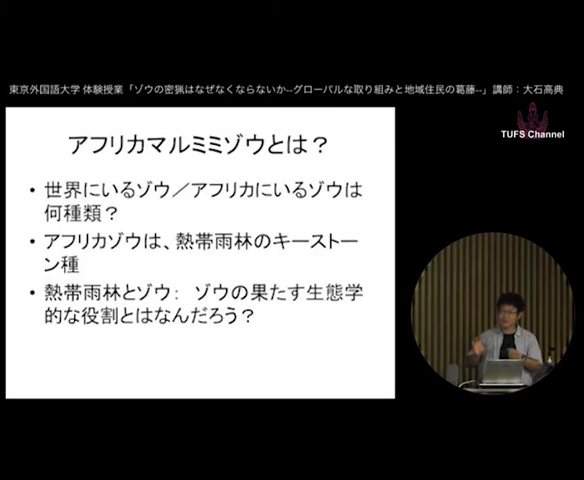 東京外国語大学 体験授業「ゾウの密猟はなぜなくならないか--グローバルな取り組みと地域住民の葛藤--」講師：大石高典
TUFS Channel
アフリカマルミミゾウとは？
• 世界にいるゾウ／アフリカにいるゾウは
何種類？
• アフリカゾウは、熱帯雨林のキーストー
ン種
• 熱帯雨林とゾウ： ゾウの果たす生態学
的な役割とはなんだろう？